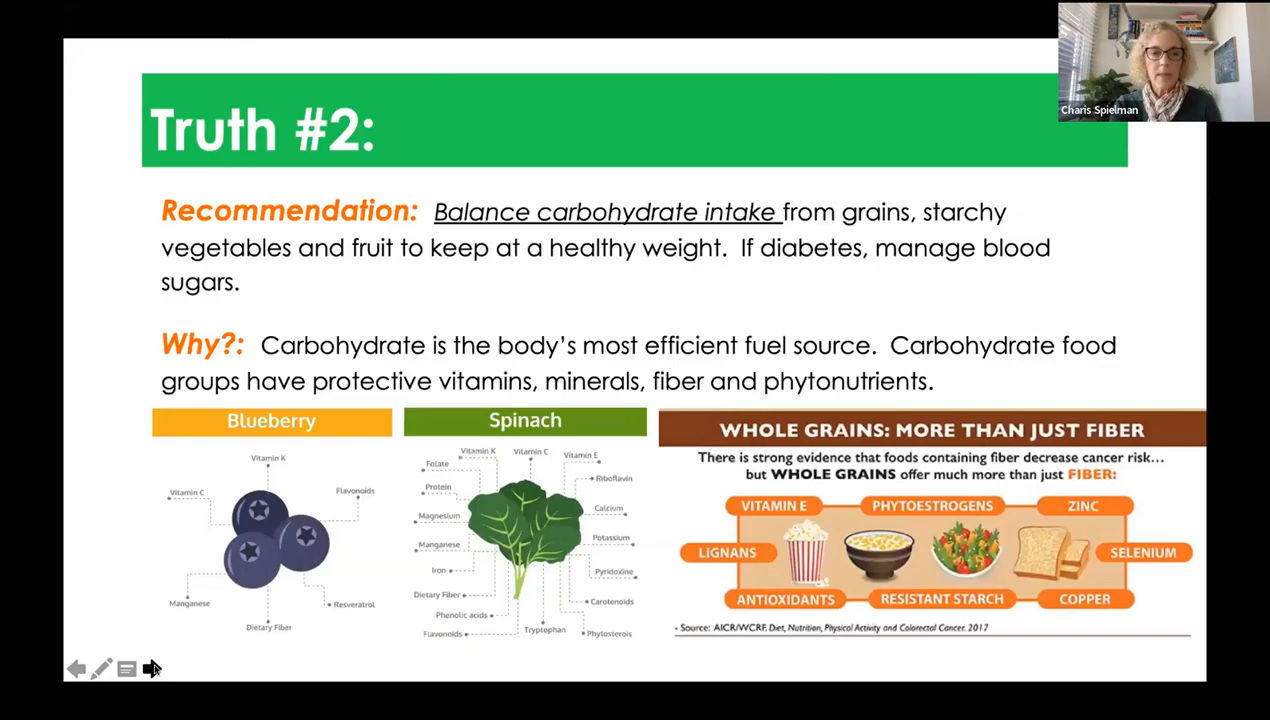 Charis Spielman
Truth #2:
Recommendation: Balance carbohydrate intake from grains, starchy
vegetables and fruit to keep at a healthy weight. If diabetes, manage blood
sugars.
Why?: Carbohydrate is the body's most efficient fuel source. Carbohydrate food
groups have protective vitamins, minerals, fiber and phytonutrients.
Blueberry
Vitamin K
Vitamin C
Flavonoids
Manganese
Resveratrol
Dietary Fiber
Spinach
Vitamin K
Vitamin C
Vitamin E
Folate
Riboflavin
Protein
Calcium
Magnesium
Potassium
Manganese
Iron
Pyridoxine
Dietary Fiber
Carotenoids
Phenolic acids
Flavonoids
Tryptophan
Phytosterols
WHOLE GRAINS: MORE THAN JUST FIBER
There is strong evidence that foods containing fiber decrease cancer risk...
but WHOLE GRAINS offer much more than just FIBER:
VITAMIN E
PHYTOESTROGENS
ZINC
LIGNANS
SELENIUM
ANTIOXIDANTS
RESISTANT STARCH
COPPER
- Source: AICR/WCRF, Diet, Nutrition, Physical Activity and Colorectal Cancer. 2017